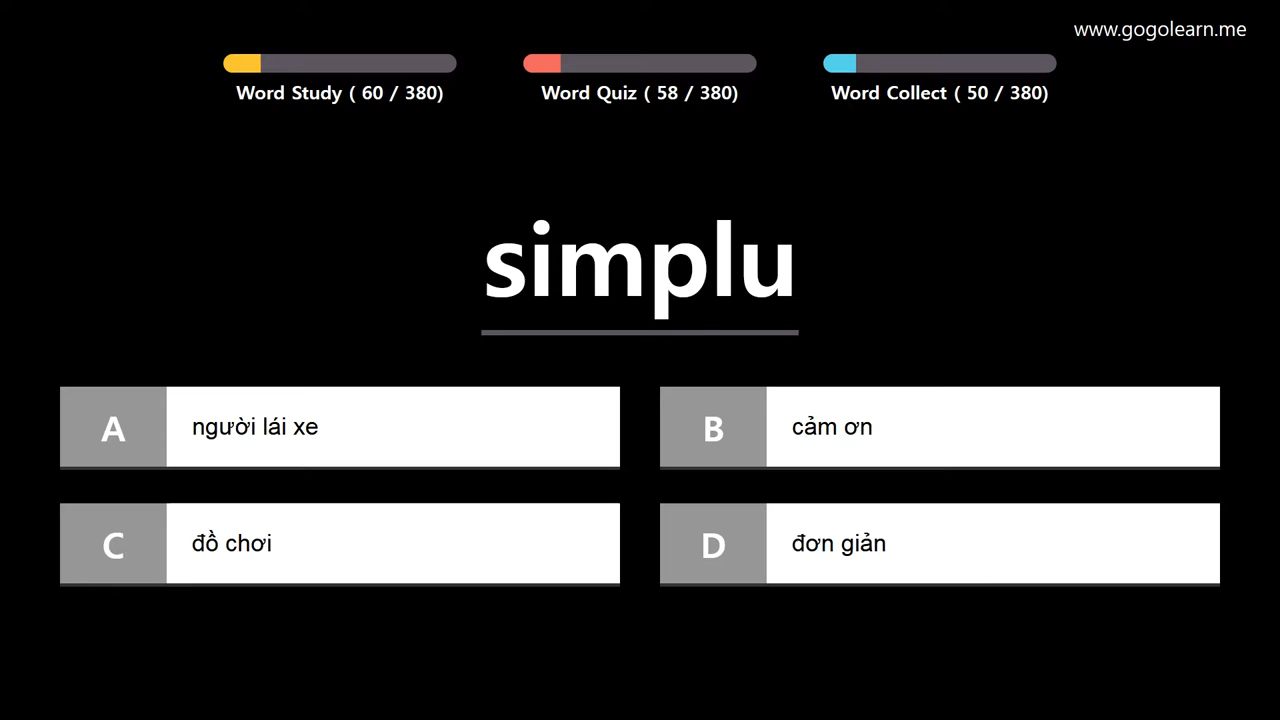 www.gogolearn.me
Word Study ( 60 / 380)
Word Quiz ( 58 / 380)
Word Collect ( 50 / 380)
simplu
A
người lái xe
B
cảm ơn
C
đồ chơi
D
đơn giản